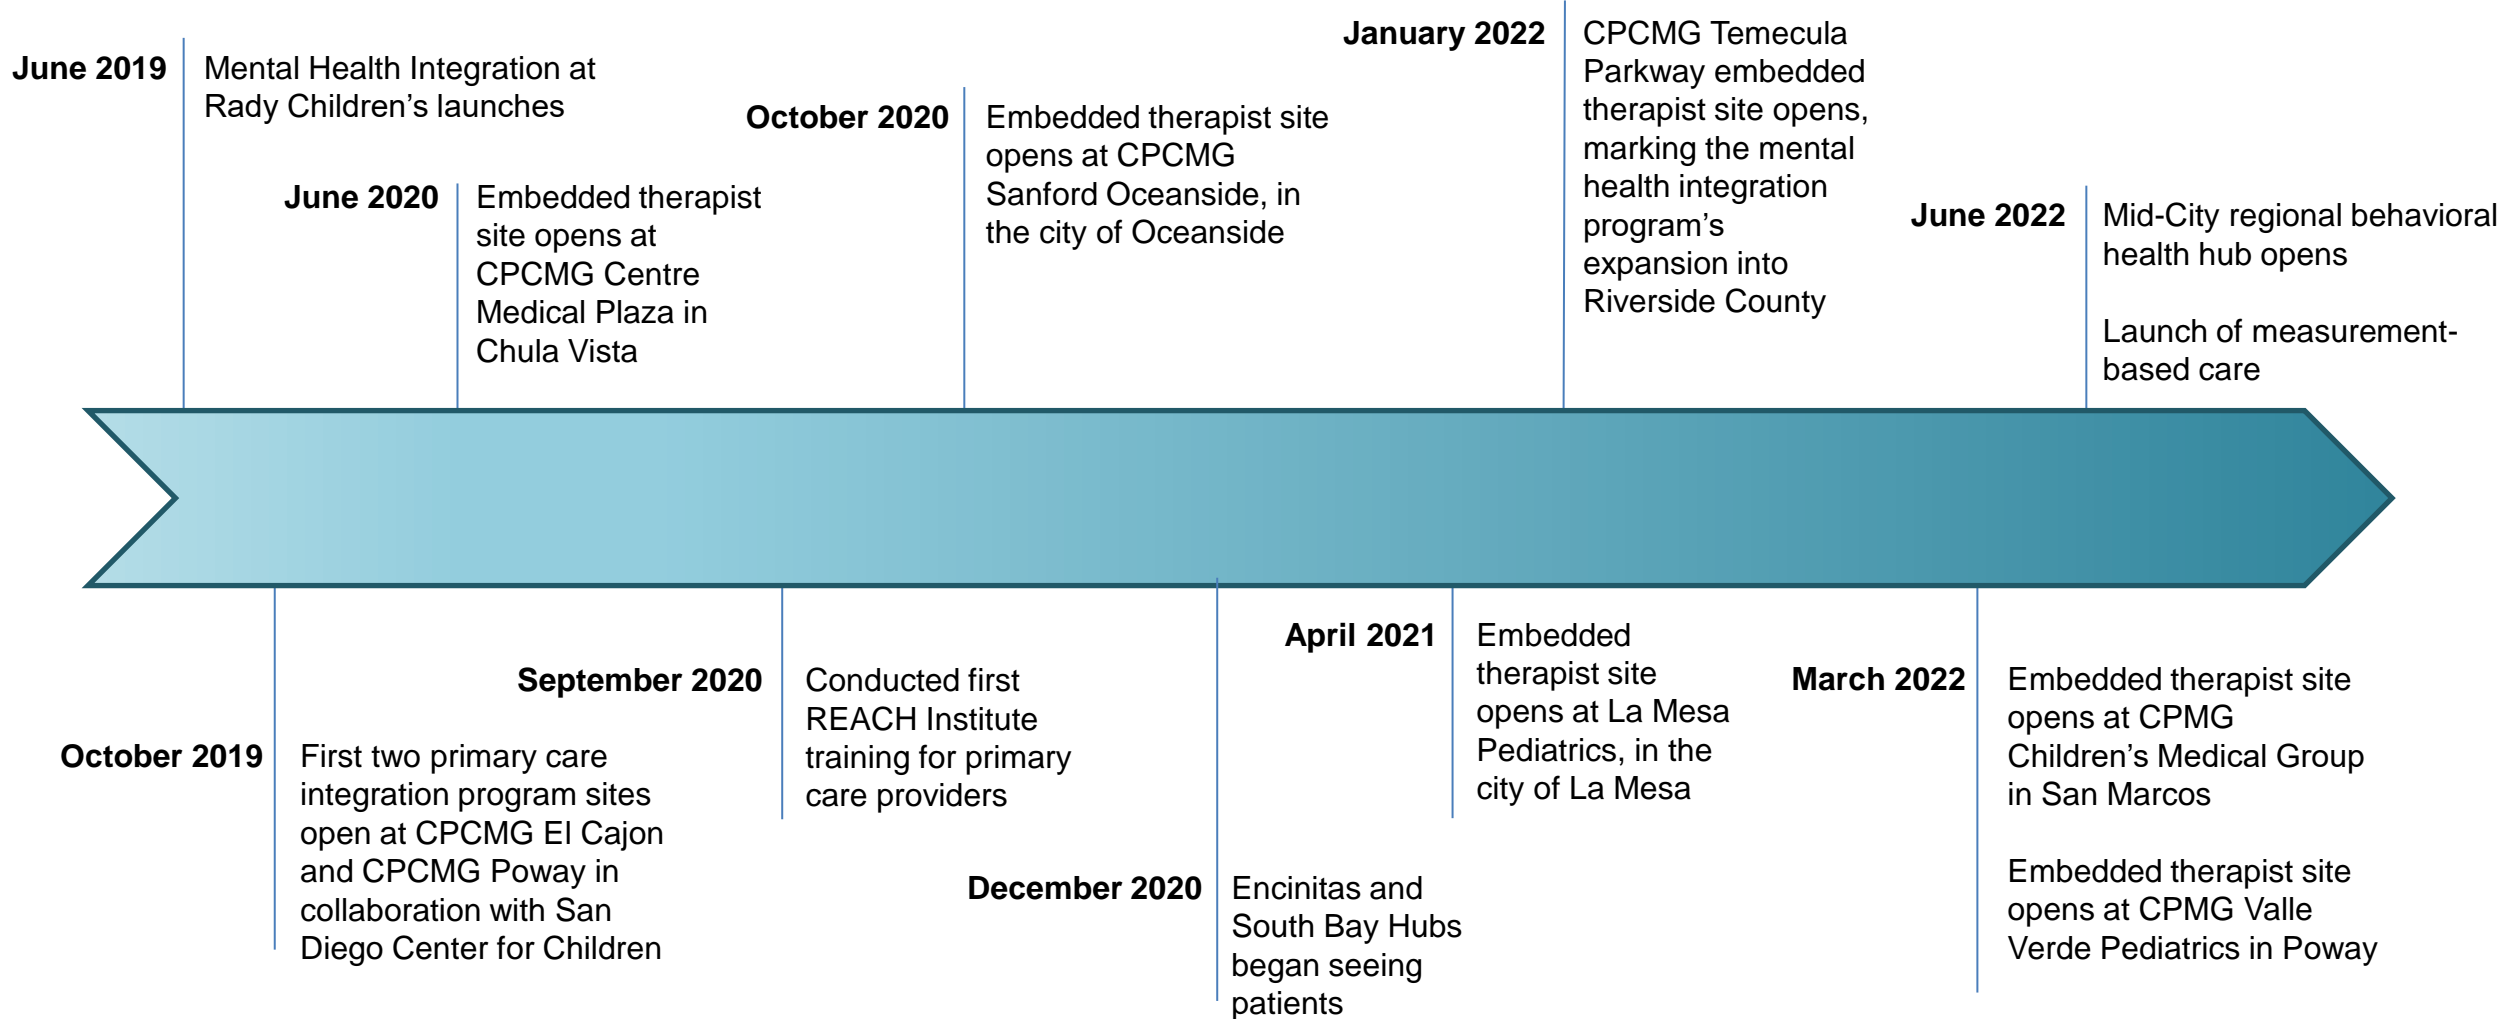 June 2019
Mental Health Integration at
Rady Children’s launches
October 2019
First two primary care
integration program sites
open at CPCMG El Cajon
and CPCMG Poway in
collaboration with San
Diego Center for Children
June 2020
Embedded therapist
site opens at
CPCMG Centre
Medical Plaza in
Chula Vista
September 2020
Conducted first
REACH Institute
training for primary
care providers
October 2020
Embedded therapist site
opens at CPCMG
Sanford Oceanside, in
the city of Oceanside
December 2020
Encinitas and
South Bay Hubs
began seeing
patients
April 2021
Embedded
therapist site
opens at La Mesa
Pediatrics, in the
city of La Mesa
January 2022
CPCMG Temecula
Parkway embedded
therapist site opens,
marking the mental
health integration
program’s
expansion into
Riverside County
March 2022
Embedded therapist site
opens at CPMG
Children’s Medical Group
in San Marcos
Embedded therapist site
opens at CPMG Valle
Verde Pediatrics in Poway
June 2022
Mid-City regional behavioral
health hub opens
Launch of measurement-
based care